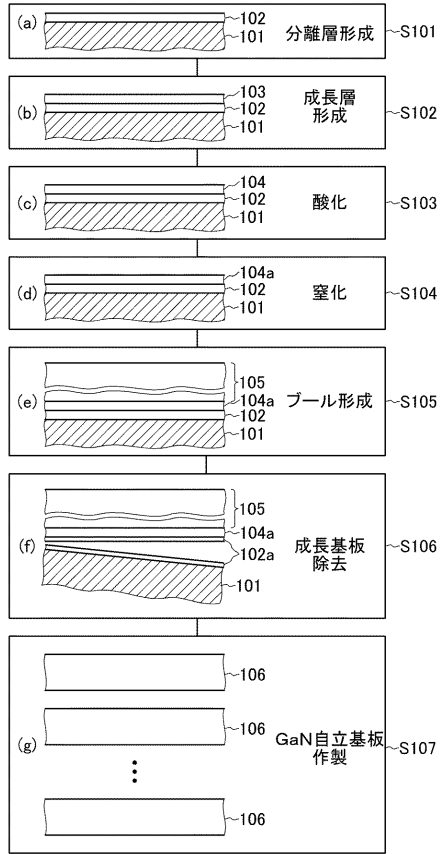 (a)
102
101
分離層形成
S101
(b)
103
102
101
成長層
形成
S102
(c)
104
102
101
酸化
S103
(d)
104a
102
101
窒化
S104
(e)
105
104a
102
101
ブール形成
S105
(f)
105
104a
102a
101
成長基板
除去
S106
(g)
106
106
106
GaN自立基板
作製
S107